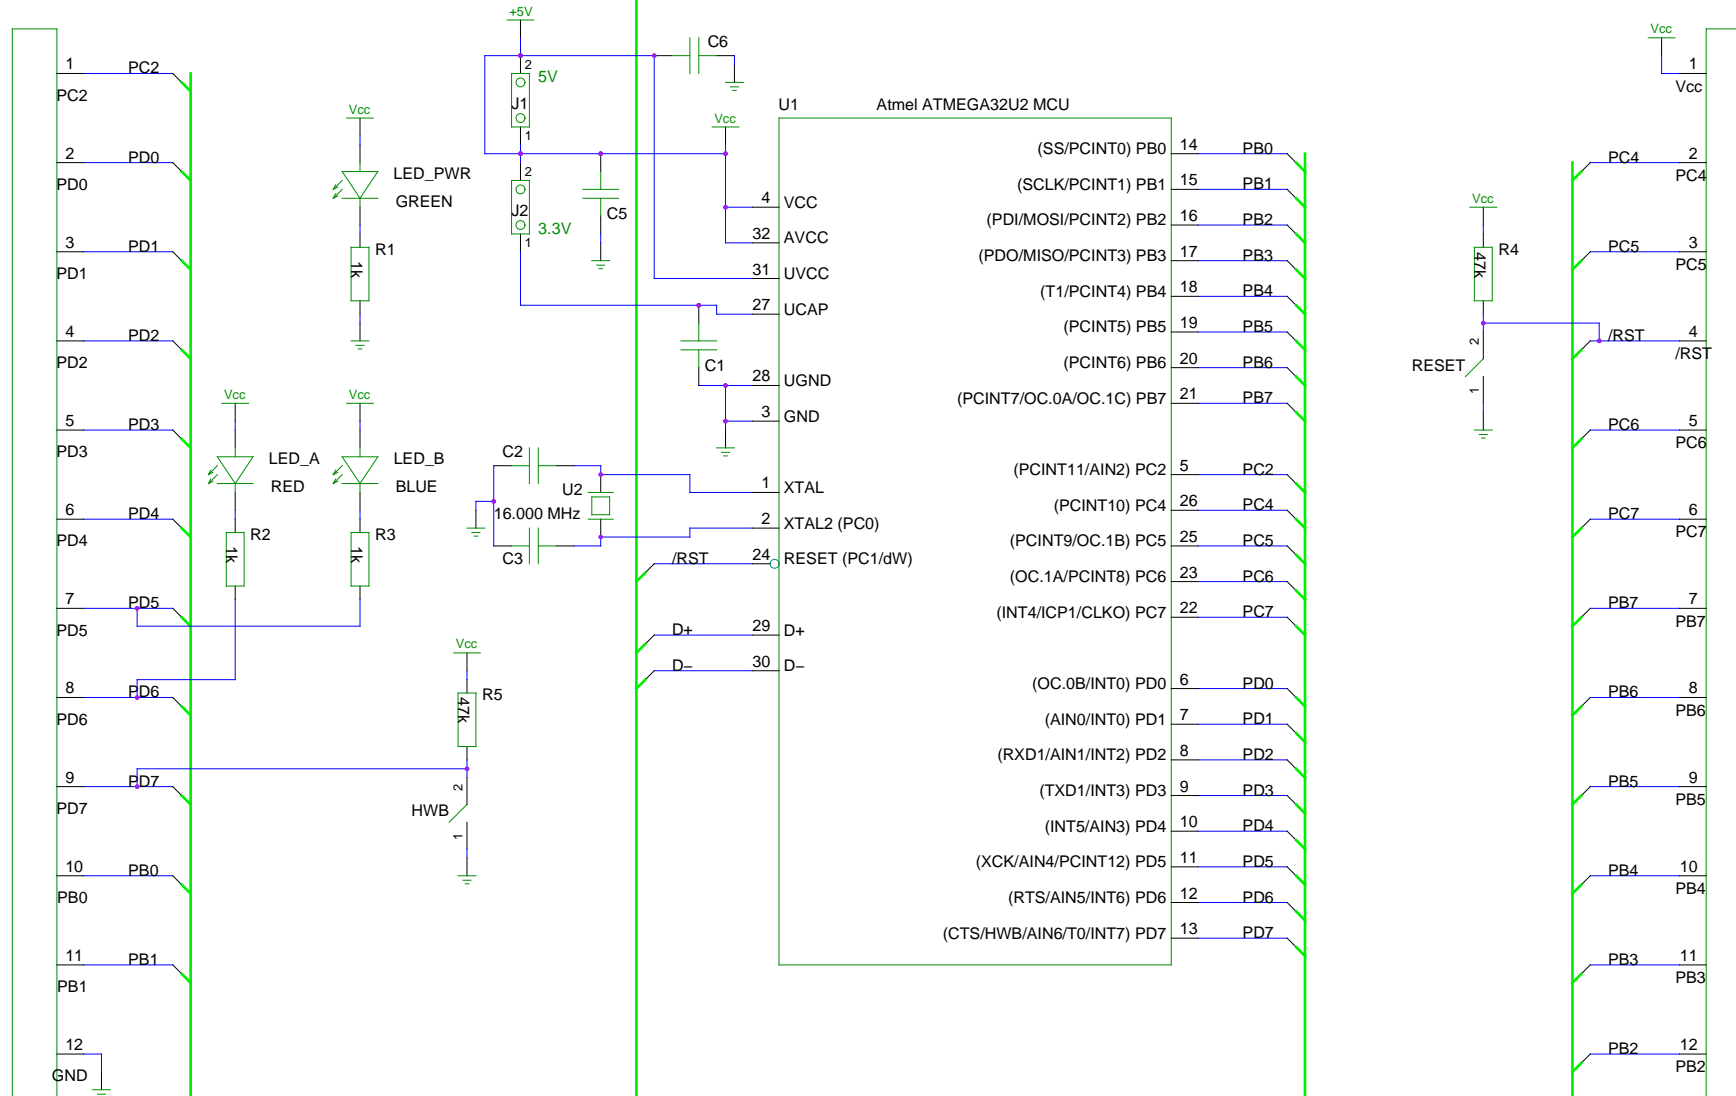 1 PC2
PC2
2 PD0
PD0
3 PD1
PD1
4 PD2
PD2
5 PD3
PD3
6 PD4
PD4
7 PD5
PD5
8 PD6
PD6
9 PD7
PD7
10 PB0
PB0
11 PB1
PB1
12
GND
Vcc
LED_PWR
GREEN
R1
1k
Vcc
LED_A
RED
R2
1k
Vcc
LED_B
BLUE
R3
1k
Vcc
R5
47k
2
HWB
1
+5V
2
5V
J1
1
2
J2
3.3V
1
C6
C5
Vcc
C1
C2
U2
16.000 MHz
C3
U1
Atmel ATMEGA32U2 MCU
4 VCC
32 AVCC
31 UVCC
27 UCAP
28 UGND
3 GND
1 XTAL
2 XTAL2 (PC0)
/RST 24 RESET (PC1/dW)
D+ 29 D+
D− 30 D−
(SS/PCINT0) PB0 14 PB0
(SCLK/PCINT1) PB1 15 PB1
(PDI/MOSI/PCINT2) PB2 16 PB2
(PDO/MISO/PCINT3) PB3 17 PB3
(T1/PCINT4) PB4 18 PB4
(PCINT5) PB5 19 PB5
(PCINT6) PB6 20 PB6
(PCINT7/OC.0A/OC.1C) PB7 21 PB7
(PCINT11/AIN2) PC2 5 PC2
(PCINT10) PC4 26 PC4
(PCINT9/OC.1B) PC5 25 PC5
(OC.1A/PCINT8) PC6 23 PC6
(INT4/ICP1/CLKO) PC7 22 PC7
(OC.0B/INT0) PD0 6 PD0
(AIN0/INT0) PD1 7 PD1
(RXD1/AIN1/INT2) PD2 8 PD2
(TXD1/INT3) PD3 9 PD3
(INT5/AIN3) PD4 10 PD4
(XCK/AIN4/PCINT12) PD5 11 PD5
(RTS/AIN5/INT6) PD6 12 PD6
(CTS/HWB/AIN6/T0/INT7) PD7 13 PD7
Vcc
R4
47k
2
RESET
1
Vcc
1
Vcc
PC4 2
PC4
PC5 3
PC5
/RST 4
/RST
PC6 5
PC6
PC7 6
PC7
PB7 7
PB7
PB6 8
PB6
PB5 9
PB5
PB4 10
PB4
PB3 11
PB3
PB2 12
PB2